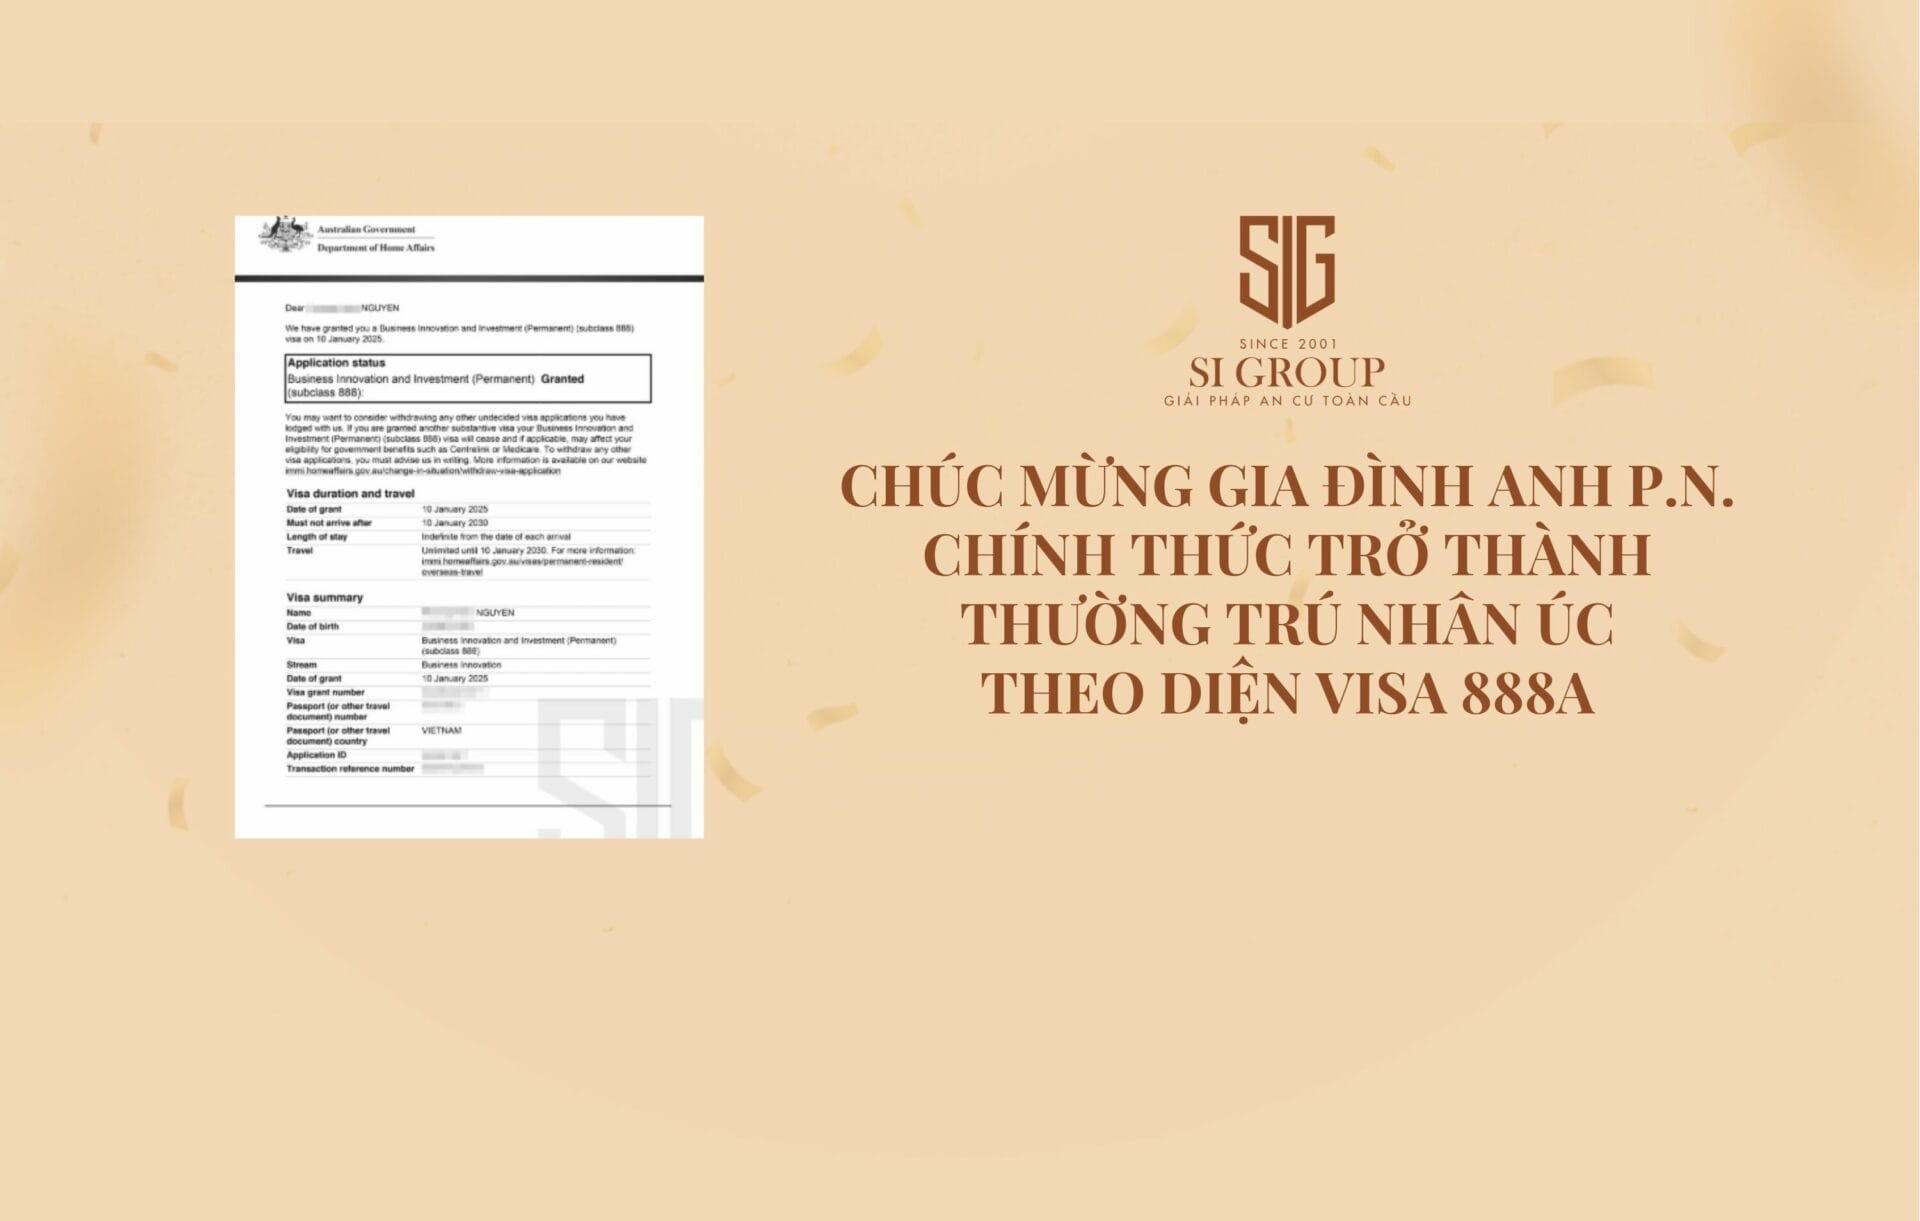 Australian Government
Department of Home Affairs
Dear NGUYEN
We have granted you a Business Innovation and Investment (Permanent) (subclass 888)
visa on 10 January 2025.
Application status
Business Innovation and Investment (Permanent) Granted
(subclass 888):
You may want to consider withdrawing any other undecided visa applications you have
lodged with us. If you are granted another substantive visa your Business Innovation and
Investment (Permanent) (subclass 888) visa will cease and if applicable, may affect your
eligibility for government benefits such as Centrelink or Medicare. To withdraw any other
visa applications, you must advise us in writing. More information is available on our website
immi.homeaffairs.gov.au/change-in-situation/withdraw-visa-application
Visa duration and travel
Date of grant 10 January 2025
Must not arrive after 10 January 2030
Length of stay Indefinite from the date of each arrival
Travel Unlimited until 10 January 2030. For more information:
immi.homeaffairs.gov.au/visas/permanent-resident/
overseas-travel
Visa summary
Name NGUYEN
Date of birth
Visa Business Innovation and Investment (Permanent)
(subclass 888)
Stream Business Innovation
Date of grant 10 January 2025
Visa grant number
Passport (or other travel
document) number
Passport (or other travel VIETNAM
document) country
Application ID
Transaction reference number
SIG
SIG
SINCE 2001
SI GROUP
GIẢI PHÁP AN CƯ TOÀN CẦU
CHÚC MỪNG GIA ĐÌNH ANH P.N.
CHÍNH THỨC TRỞ THÀNH
THƯỜNG TRÚ NHÂN ÚC
THEO DIỆN VISA 888A